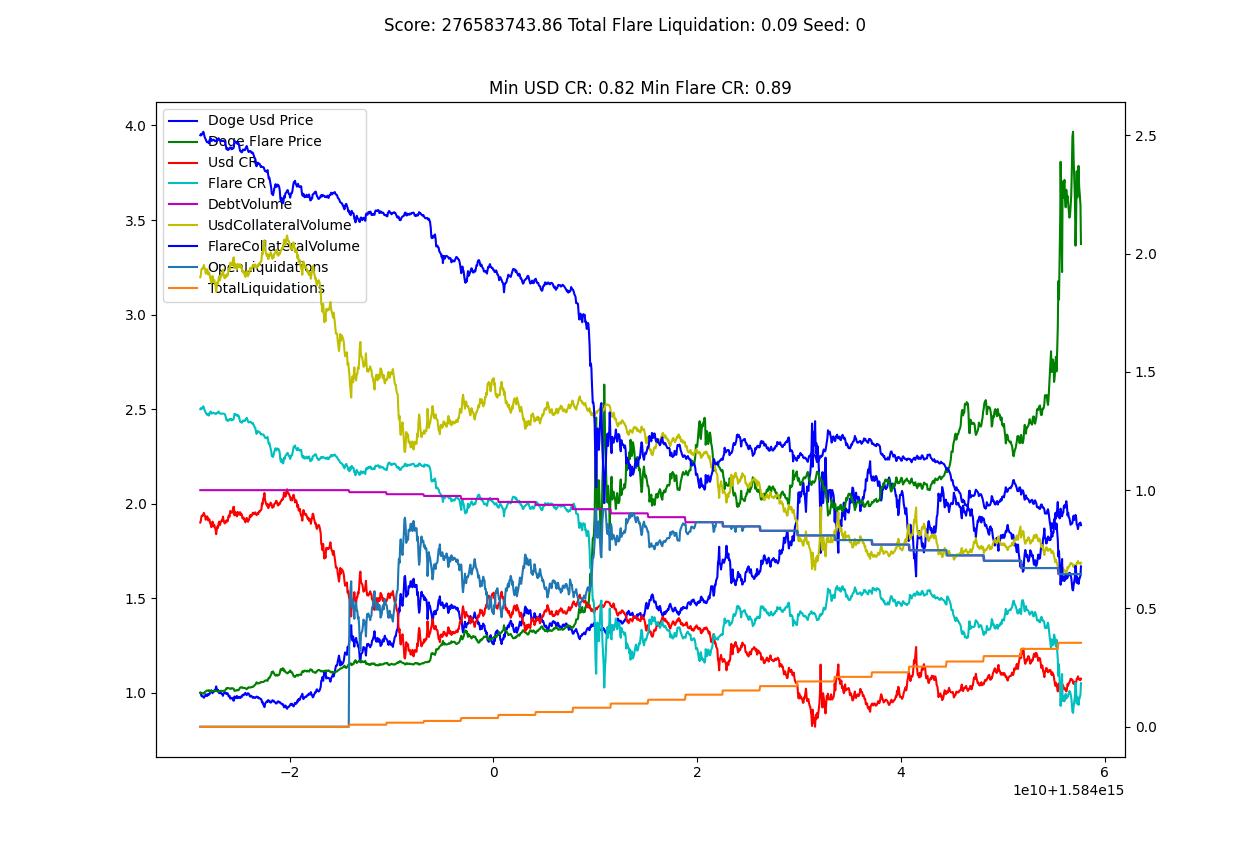 Score: 276583743.86 Total Flare Liquidation: 0.09 Seed: 0
Min USD CR: 0.82 Min Flare CR: 0.89
Doge Usd Price
Doge Flare Price
Usd CR
Flare CR
DebtVolume
UsdCollateralVolume
FlareCollateralVolume
OpenLiquidations
TotalLiquidations
4.0
3.5
3.0
2.5
2.0
1.5
1.0
2.5
2.0
1.5
1.0
0.5
0.0
−2
0
2
4
6
1e10+1.584e15